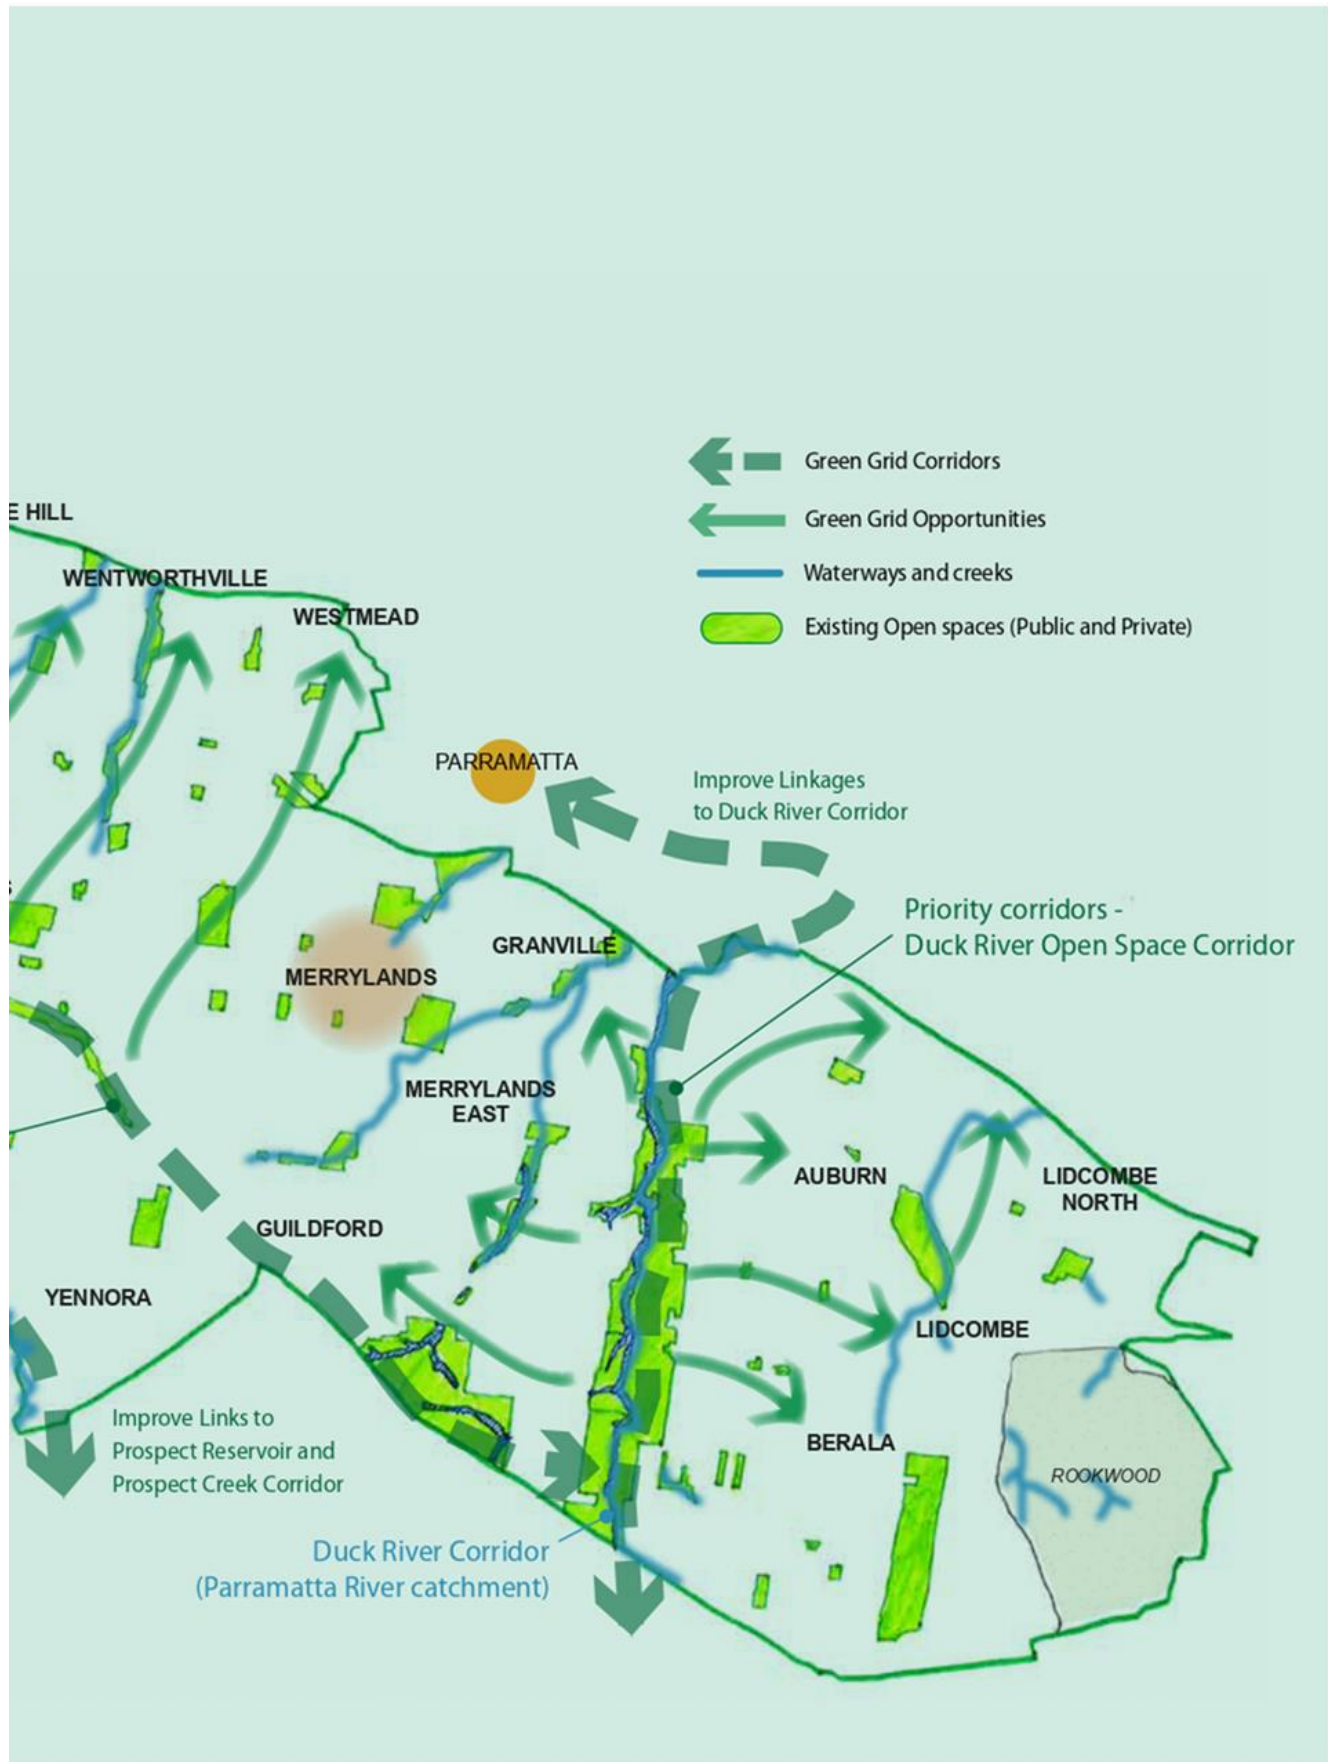 Green Grid Corridors
Green Grid Opportunities
Waterways and creeks
Existing Open spaces (Public and Private)
E HILL
WENTWORTHVILLE
WESTMEAD
PARRAMATTA
Improve Linkages
to Duck River Corridor
Priority corridors -
Duck River Open Space Corridor
GRANVILLE
MERRYLANDS
MERRYLANDS
EAST
AUBURN
LIDCOMBE
NORTH
GUILDFORD
YENNORA
LIDCOMBE
BERALA
ROOKWOOD
Improve Links to
Prospect Reservoir and
Prospect Creek Corridor
Duck River Corridor
(Parramatta River catchment)